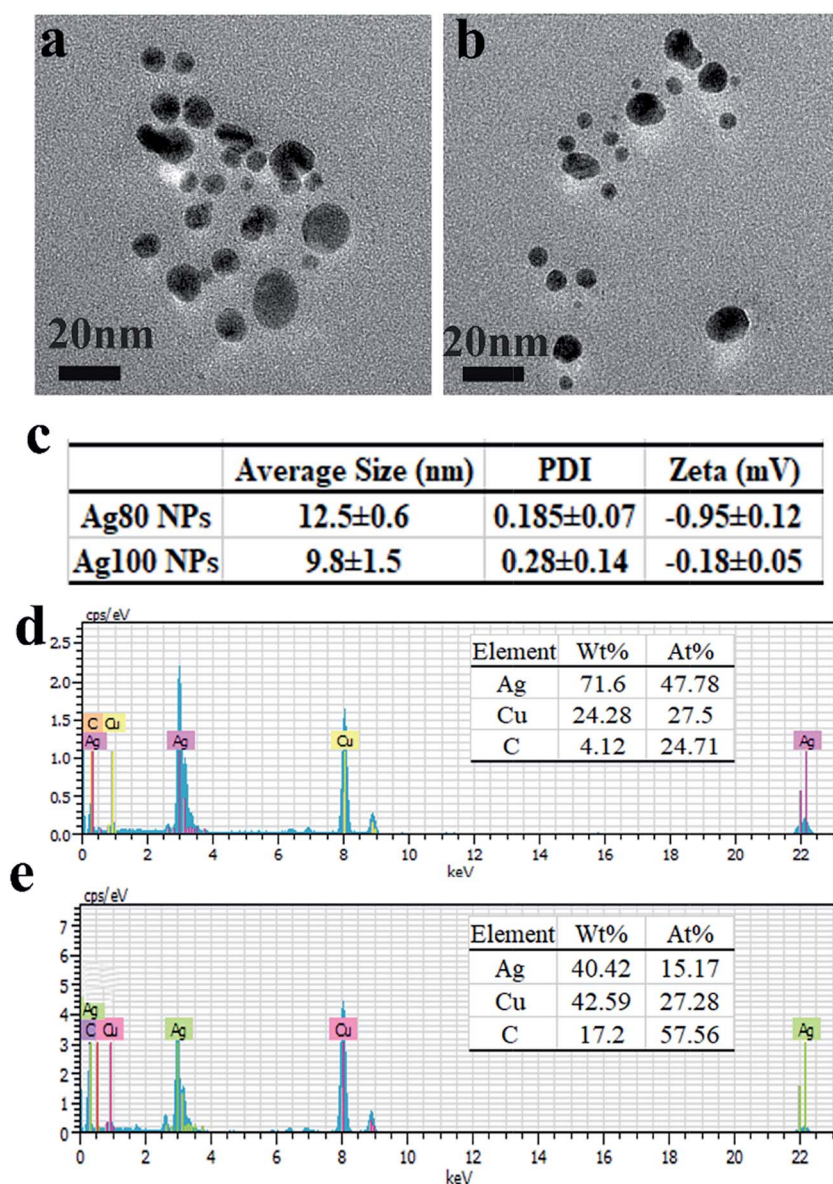 a
20nm
b
20nm
c
Average Size (nm) PDI Zeta (mV)
Ag80 NPs 12.5±0.6 0.185±0.07 -0.95±0.12
Ag100 NPs 9.8±1.5 0.28±0.14 -0.18±0.05
d
cps/eV
2.5
2.0
1.5
1.0
0.5
0.0
C Cu
Ag
Ag
Cu
Ag
Element Wt% At%
Ag 71.6 47.78
Cu 24.28 27.5
C 4.12 24.71
0 2 4 6 8 10 12 14 16 18 20 22
keV
e
cps/eV
7
6
5
4
3
2
1
0
Ag
C Cu
Ag
Cu
Ag
Element Wt% At%
Ag 40.42 15.17
Cu 42.59 27.28
C 17.2 57.56
0 2 4 6 8 10 12 14 16 18 20 22
keV